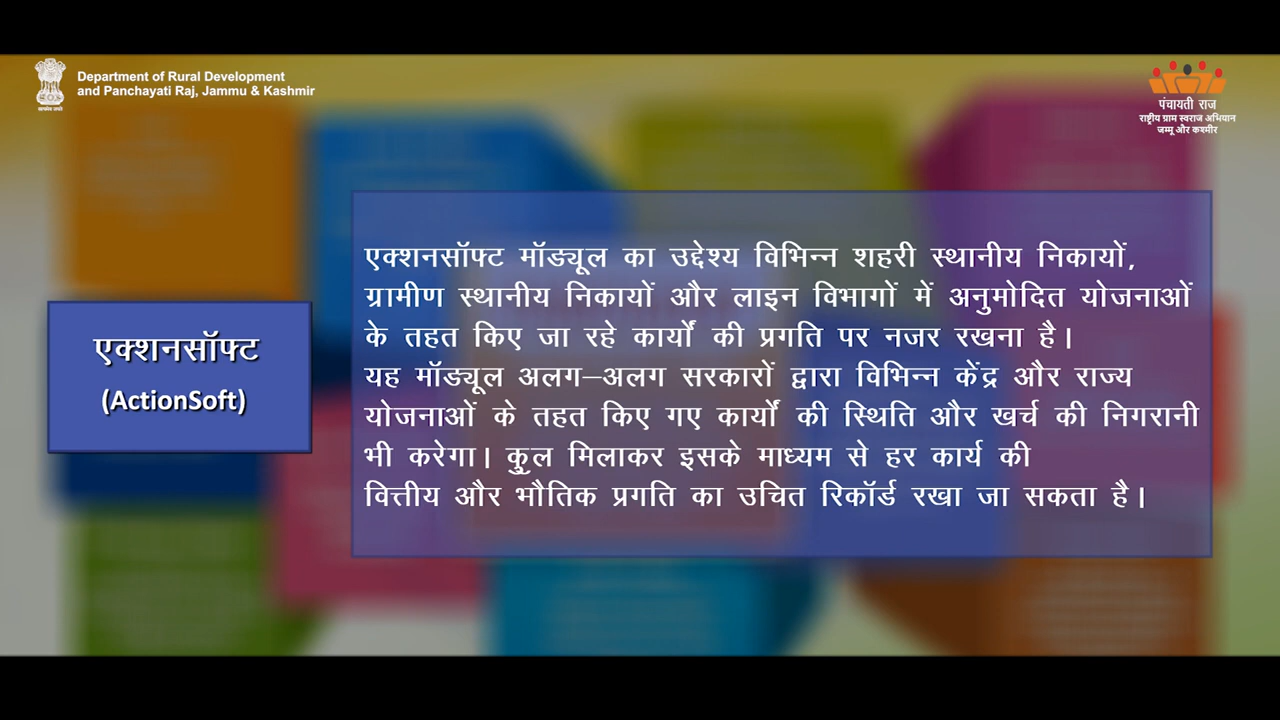 Department of Rural Development
and Panchayati Raj, Jammu & Kashmir
पंचायती राज
राष्ट्रीय ग्राम स्वराज अभियान
जम्मू और कश्मीर
एक्शनसॉफ्ट
(ActionSoft)
एक्शनसॉफ्ट मॉड्यूल का उद्देश्य विभिन्न शहरी स्थानीय निकायों,
ग्रामीण स्थानीय निकायों और लाइन विभागों में अनुमोदित योजनाओं
के तहत किए जा रहे कार्यों की प्रगति पर नजर रखना है।
यह मॉड्यूल अलग–अलग सरकारों द्वारा विभिन्न केंद्र और राज्य
योजनाओं के तहत किए गए कार्यों की स्थिति और खर्च की निगरानी
भी करेगा। कुल मिलाकर इसके माध्यम से हर कार्य की
वित्तीय और भौतिक प्रगति का उचित रिकॉर्ड रखा जा सकता है।